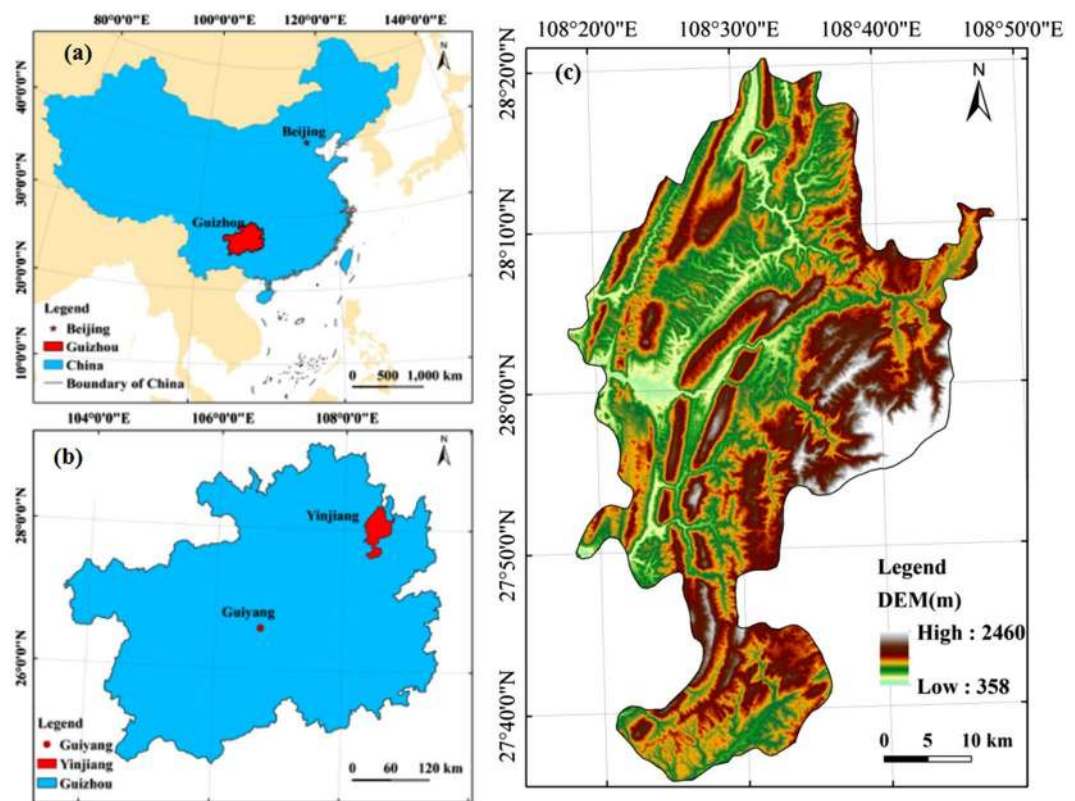 80°0'0"E 100°0'0"E 120°0'0"E 140°0'0"E
(a)
N
40°0'0"N
30°0'0"N
20°0'0"N
10°0'0"N
Beijing
Guizhou
Legend
Beijing
Guizhou
China
Boundary of China
0 500 1,000 km
104°0'0"E 106°0'0"E 108°0'0"E
(b)
N
28°0'0"N
26°0'0"N
Yinjiang
Guiyang
Legend
Guiyang
Yinjiang
Guizhou
0 60 120 km
108°20'0"E 108°30'0"E 108°40'0"E 108°50'0"E
(c)
N
28°20'0"N
28°10'0"N
28°0'0"N
27°50'0"N
27°40'0"N
Legend
DEM(m)
High : 2460
Low : 358
0 5 10 km